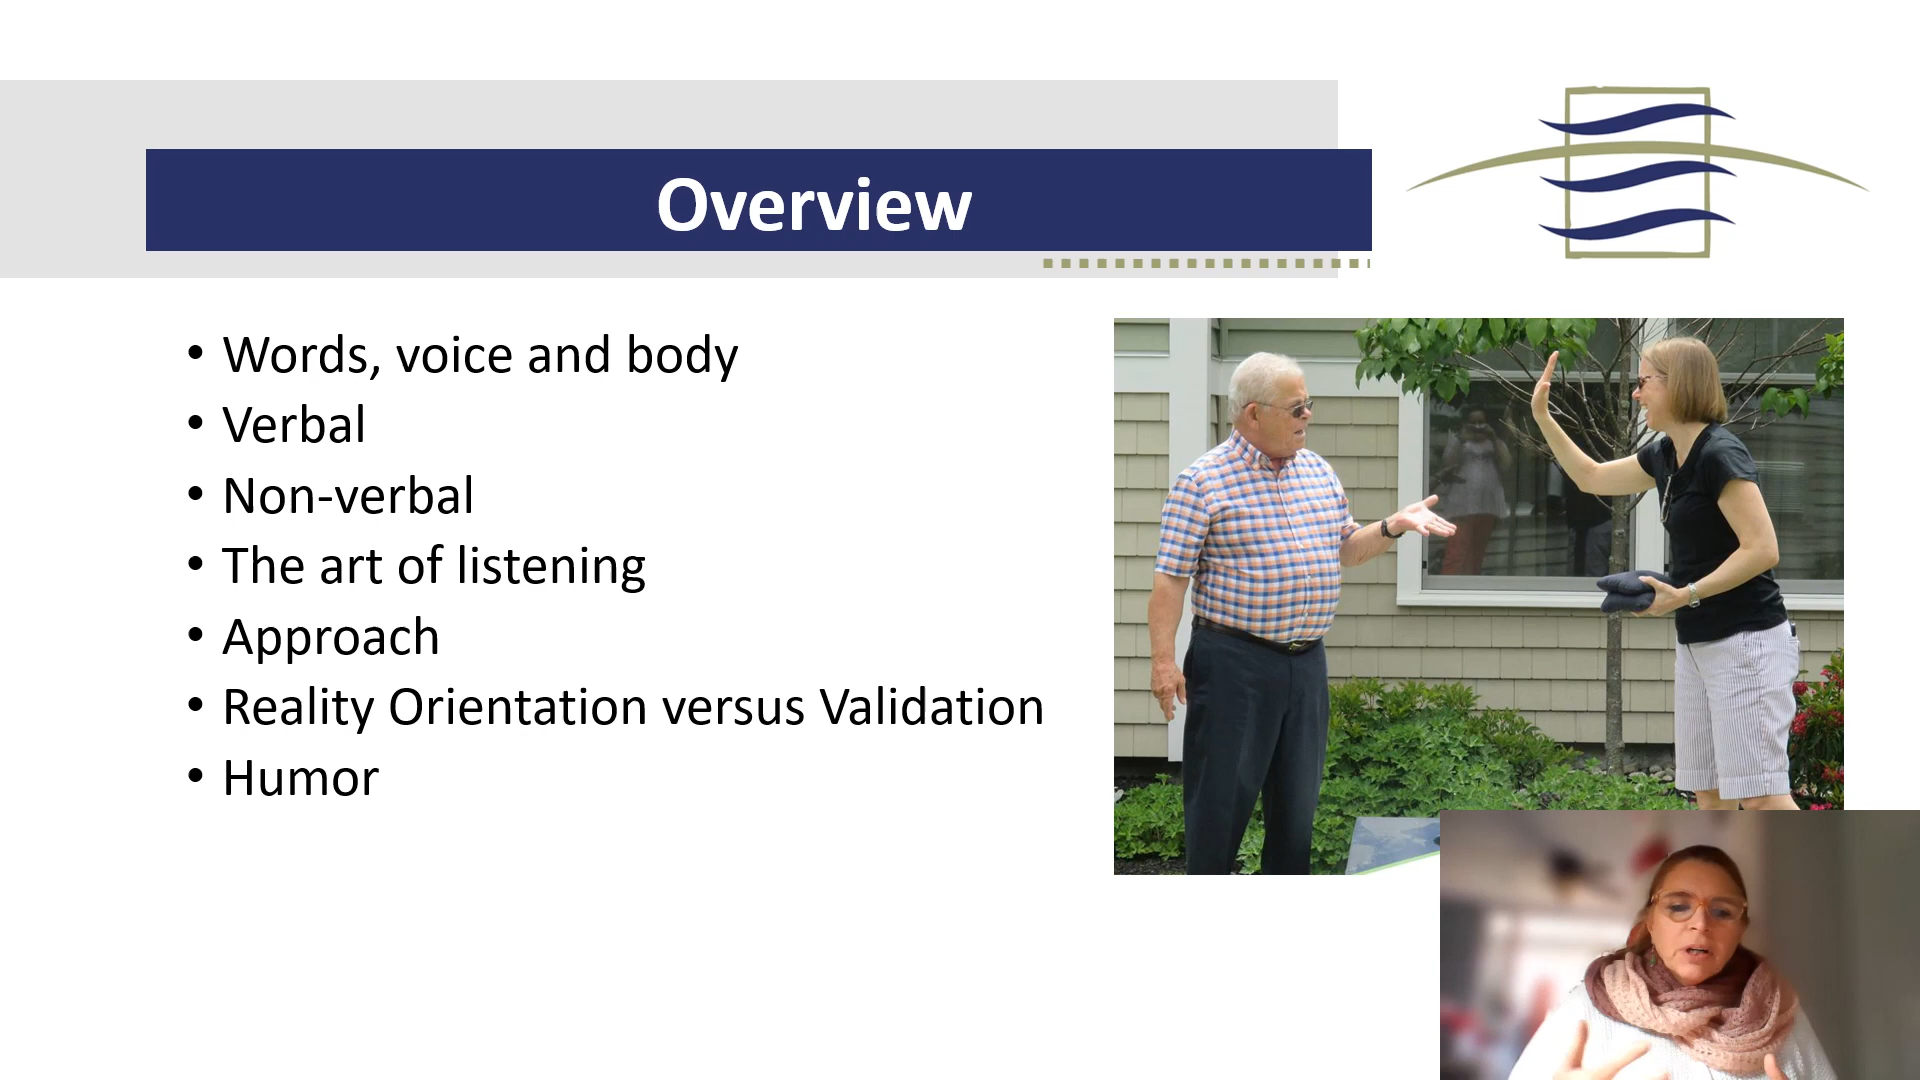 Overview
• Words, voice and body
• Verbal
• Non-verbal
• The art of listening
• Approach
• Reality Orientation versus Validation
• Humor